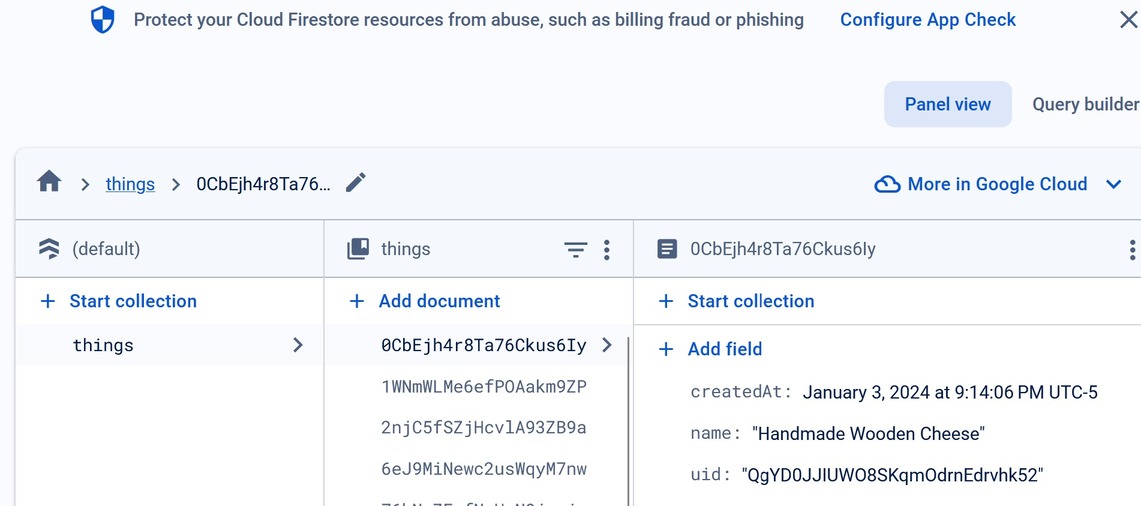 Protect your Cloud Firestore resources from abuse, such as billing fraud or phishing Configure App Check
Panel view Query builder
things 0CbEjh4r8Ta76... More in Google Cloud
(default) things 0CbEjh4r8Ta76Ckus6Iy
+ Start collection + Add document + Start collection
things 0CbEjh4r8Ta76Ckus6Iy
+ Add field
1WNmWLMe6efPOAakm9ZP
createdAt: January 3, 2024 at 9:14:06 PM UTC-5
2njC5fSZjHcvlA93ZB9a
name: "Handmade Wooden Cheese"
6eJ9MiNewc2usWqyM7nw
uid: "QgYD0JJIUWO8SKqmOdrnEdrvhk52"